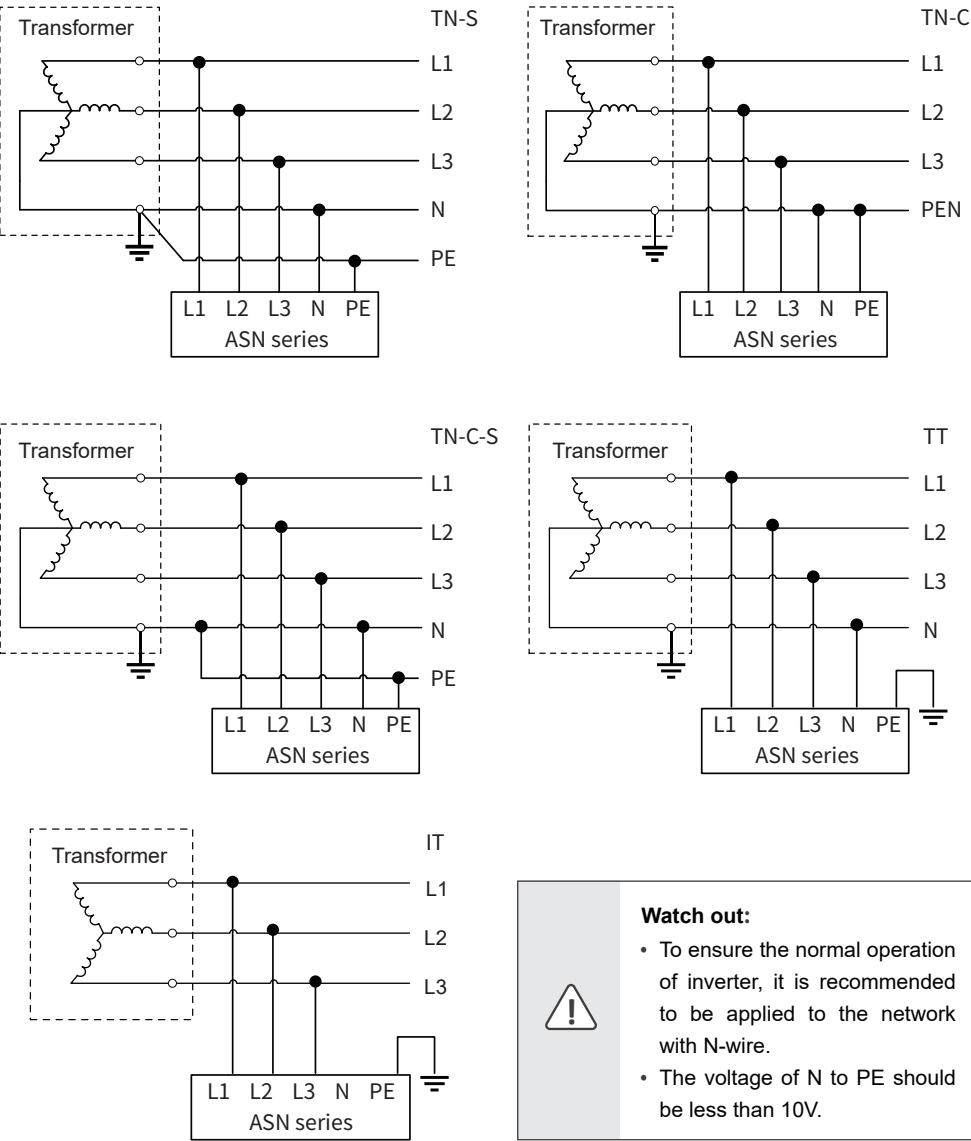 Transformer
TN-S
L1
L2
L3
N
PE
L1 L2 L3 N PE
ASN series
Transformer
TN-C
L1
L2
L3
PEN
L1 L2 L3 N PE
ASN series
Transformer
TN-C-S
L1
L2
L3
N
PE
L1 L2 L3 N PE
ASN series
Transformer
TT
L1
L2
L3
N
L1 L2 L3 N PE
ASN series
Transformer
IT
L1
L2
L3
L1 L2 L3 N PE
ASN series
Watch out:
• To ensure the normal operation
of inverter, it is recommended
to be applied to the network
with N-wire.
• The voltage of N to PE should
be less than 10V.